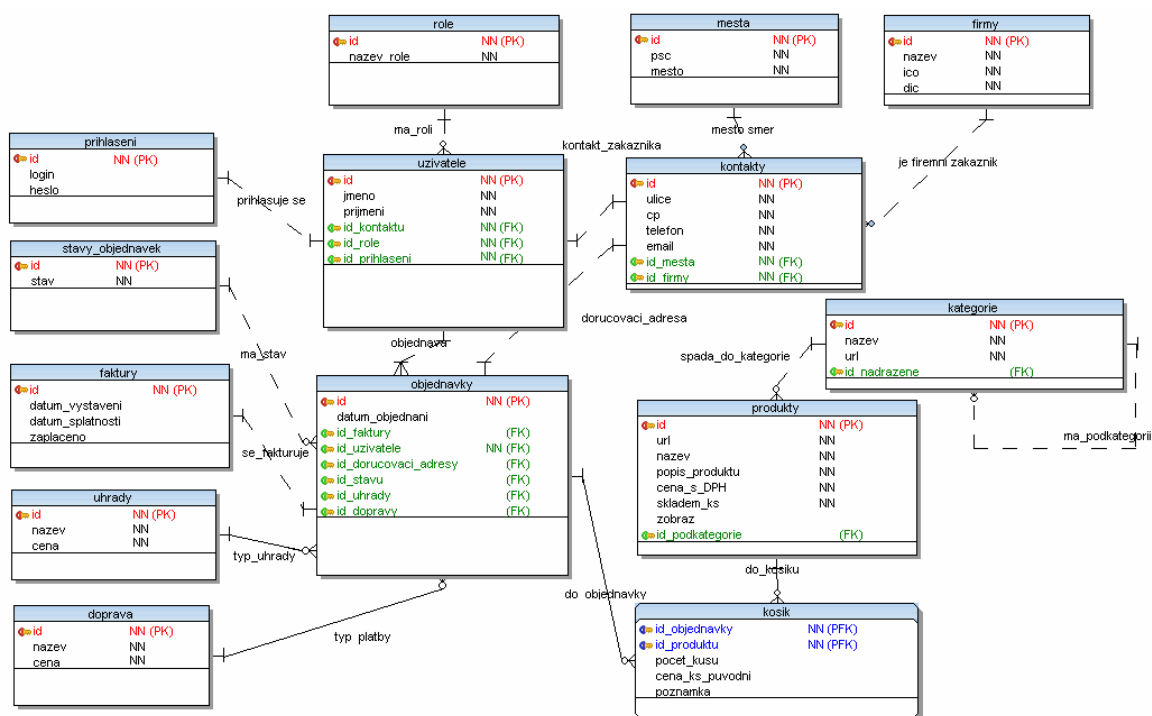 role
id NN (PK)
nazev_role NN
mesta
id NN (PK)
psc NN
mesto NN
firmy
id NN (PK)
nazev NN
ico NN
dic NN
ma_roli
mesto smer
kontakt_zakaznika
je firemni zakaznik
prihlaseni
id NN (PK)
login
heslo
prihlasuje se
uzivatele
id NN (PK)
jmeno NN
prijmeni NN
id_kontaktu NN (FK)
id_role NN (FK)
id_prihlaseni NN (FK)
kontakty
id NN (PK)
ulice NN
cp NN
telefon NN
email NN
id_mesta NN (FK)
id_firmy NN (FK)
stavy_objednavek
id NN (PK)
stav NN
ma_stav
objednava
dorucovaci_adresa
kategorie
id NN (PK)
nazev NN
url NN
id_nadrazene (FK)
spada_do_kategorie
ma_podkategorii
faktury
id NN (PK)
datum_vystaveni
datum_splatnosti
zaplaceno
se_fakturuje
objednavky
id NN (PK)
datum_objednani
id_faktury (FK)
id_uzivatele NN (FK)
id_dorucovaci_adresy (FK)
id_stavu (FK)
id_uhrady (FK)
id_dopravy (FK)
produkty
id NN (PK)
url NN
nazev NN
popis_produktu NN
cena_s_DPH NN
skladem_ks NN
zobraz
id_podkategorie (FK)
uhrady
id NN (PK)
nazev NN
cena NN
typ_uhrady
do_kosiku
do_objednavky
doprava
id NN (PK)
nazev NN
cena NN
typ platby
kosik
id_objednavky NN (PFK)
id_produktu NN (PFK)
pocet_kusu
cena_ks_puvodni
poznamka